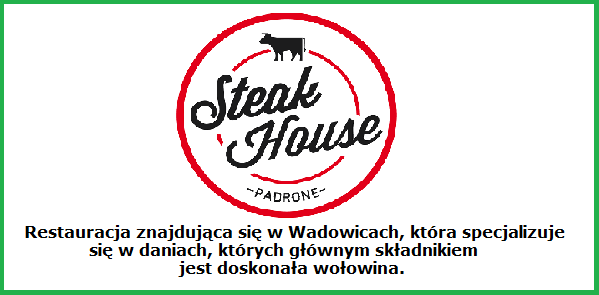 Steak
House
-PADRONE-
Restauracja znajdująca się w Wadowicach, która specjalizuje
się w daniach, których głównym składnikiem
jest doskonała wołowina.